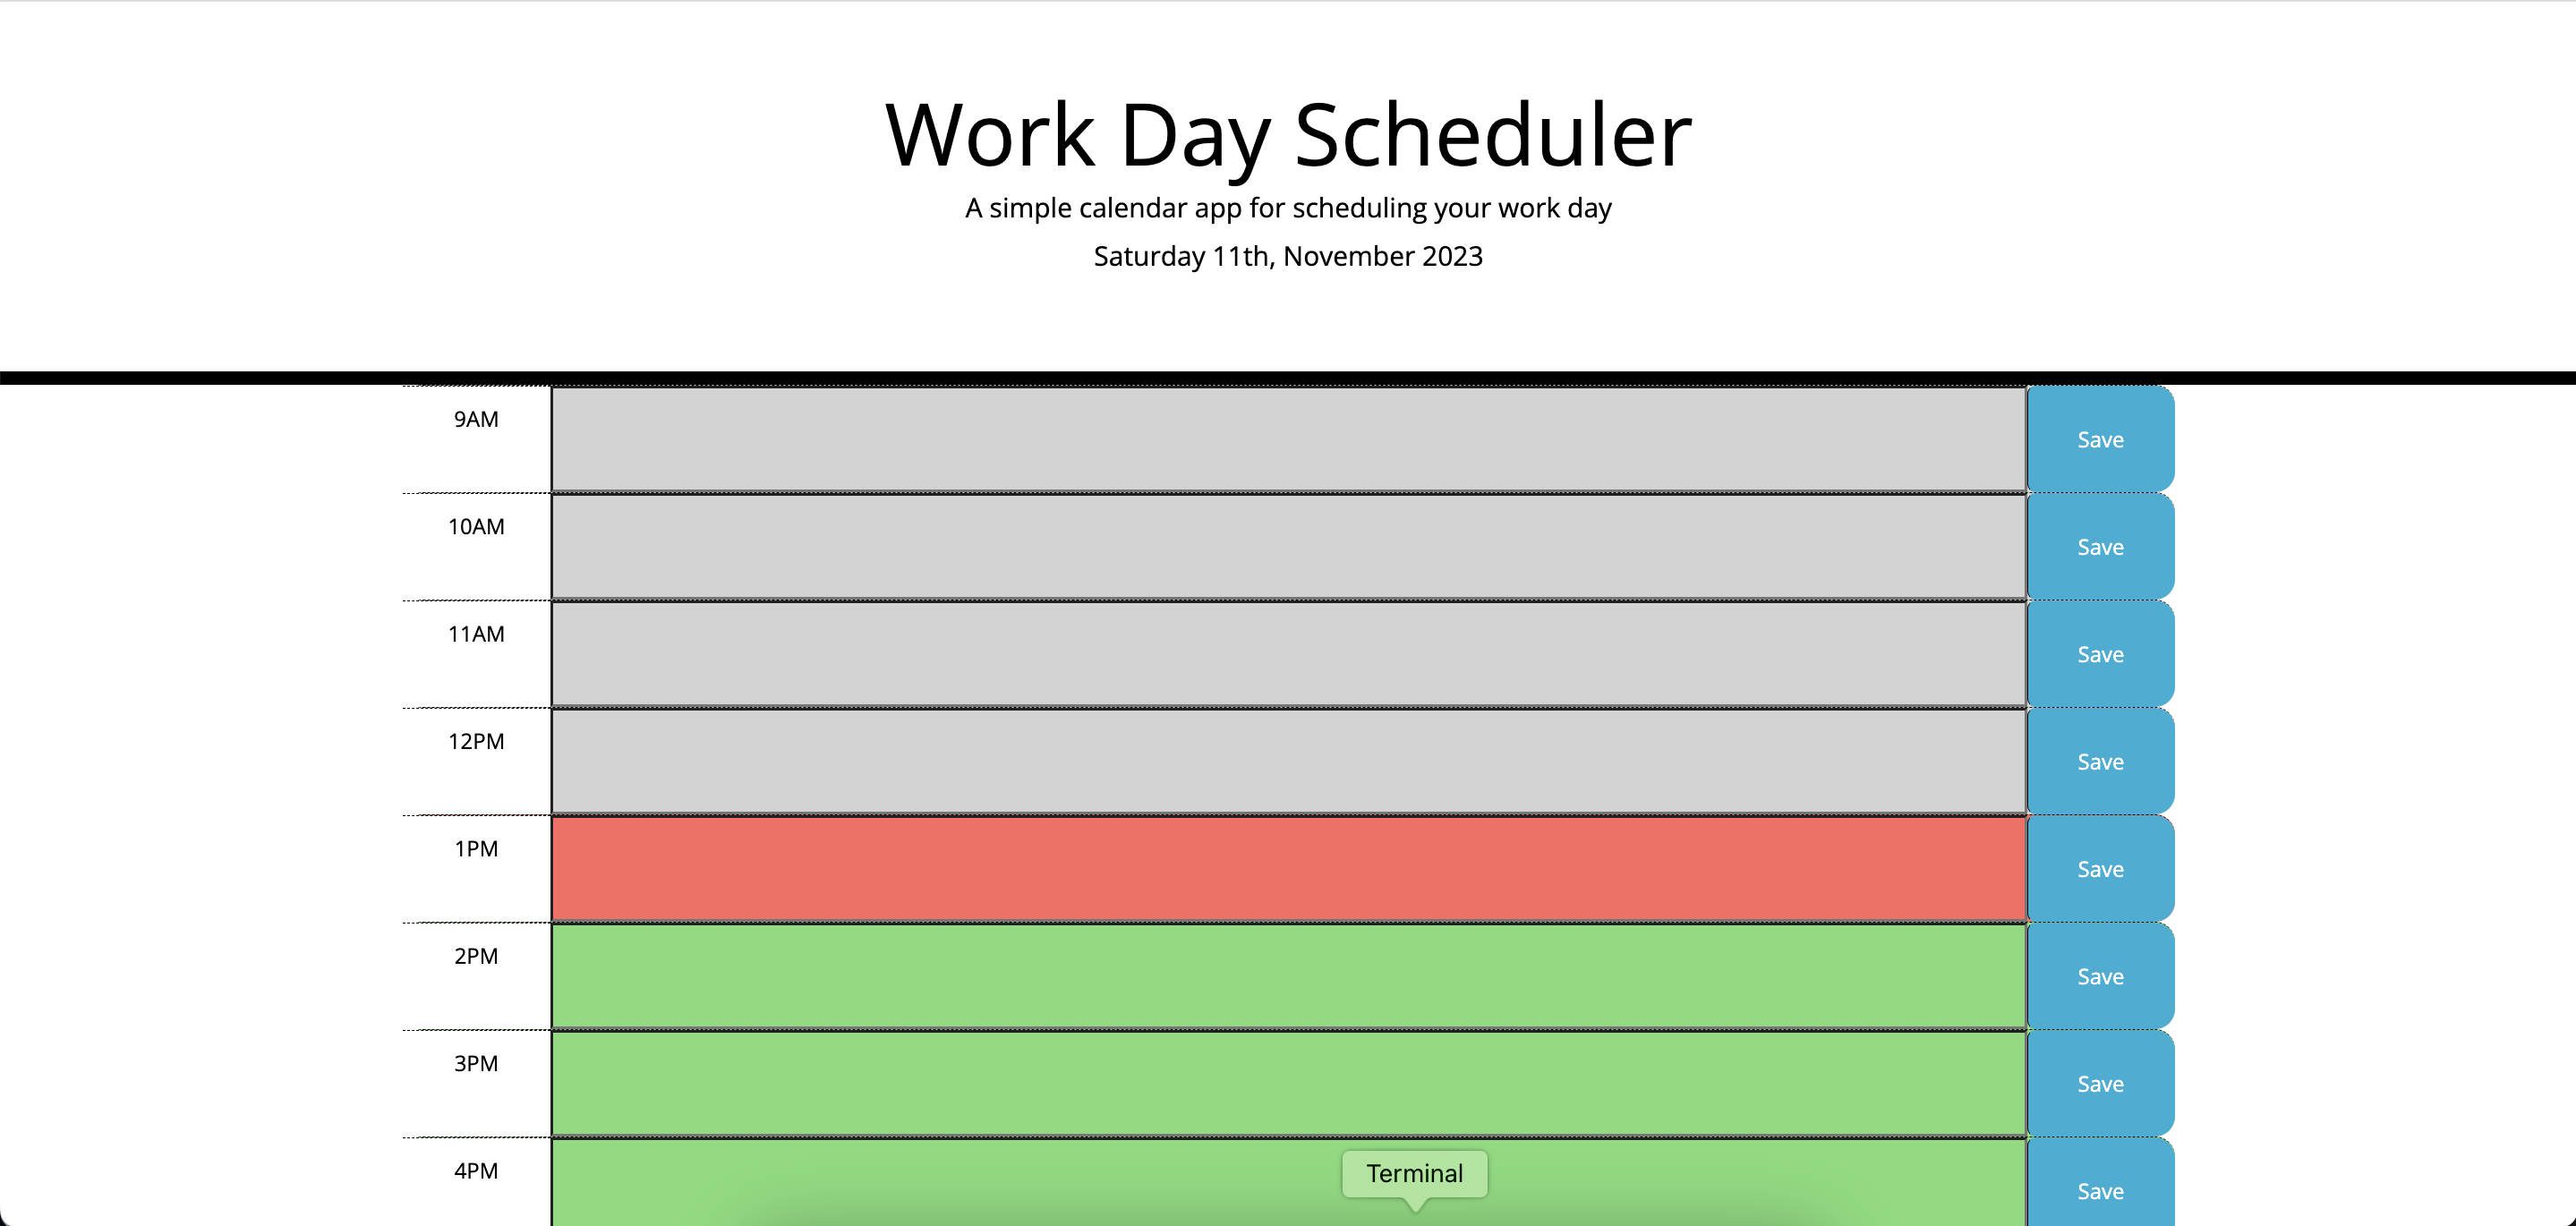 Work Day Scheduler
A simple calendar app for scheduling your work day
Saturday 11th, November 2023
9AM
Save
10AM
Save
11AM
Save
12PM
Save
1PM
Save
2PM
Save
3PM
Save
4PM
Terminal
Save